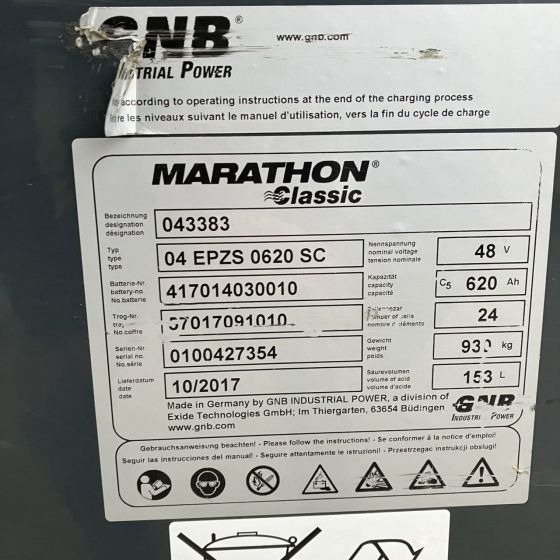 GNB®
www.gnb.com
INDUSTRIAL POWER
according to operating instructions at the end of the charging process
les niveaux suivant le manuel d'utilisation, vers la fin du cycle de charge
MARATHON®
Classic
Bezeichnung
designation
désignation
043383
Typ
type
type
04 EPZS 0620 SC
Nennspannung
nominal voltage
tension nominale
48 V
Batterie-Nr.
battery-no.
No.batterie
417014030010
Kapazität
capacity
capacité
C5 620 Ah
Trog-Nr.
No.coffre
57017091010
Zellenanzahl
number of cells
nombre d'éléments
24
Serien-Nr.
serial no.
No.série
0100427354
Gewicht
weight
poids
kg
Lieferdatum
date
date
10/2017
Säurevolumen
volume of acid
volume d'acide
153 L
Made in Germany by GNB INDUSTRIAL POWER, a division of
Exide Technologies GmbH; Im Thiergarten, 63654 Büdingen
www.gnb.com
GNB
INDUSTRIAL POWER
Gebrauchsanweisung beachten! - Please follow the instructions! - Se conformer à la notice d'emploi!
Seguir las instrucciones del manual! - Seguire attentamente le istruzioni! - Przestrzegac instrukcji obslugi!